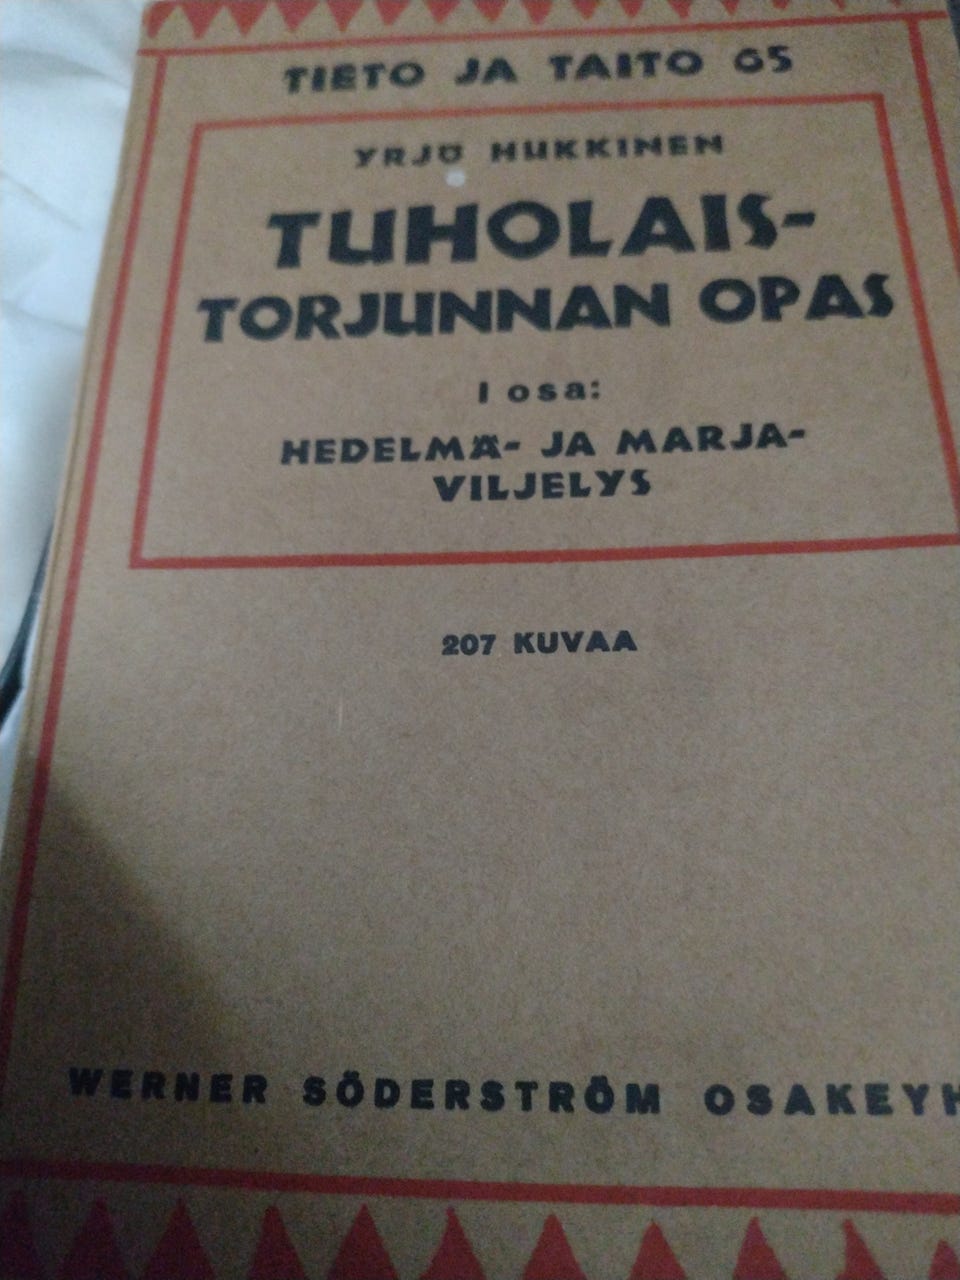 TIETO JA TAITO 65
YRJÖ HUKKINEN
TUHOLAIS-
TORJUNNAN OPAS
I osa:
HEDELMÄ- JA MARJA-
VILJELYS
207 KUVAA
WERNER SÖDERSTRÖM OSAKEYH